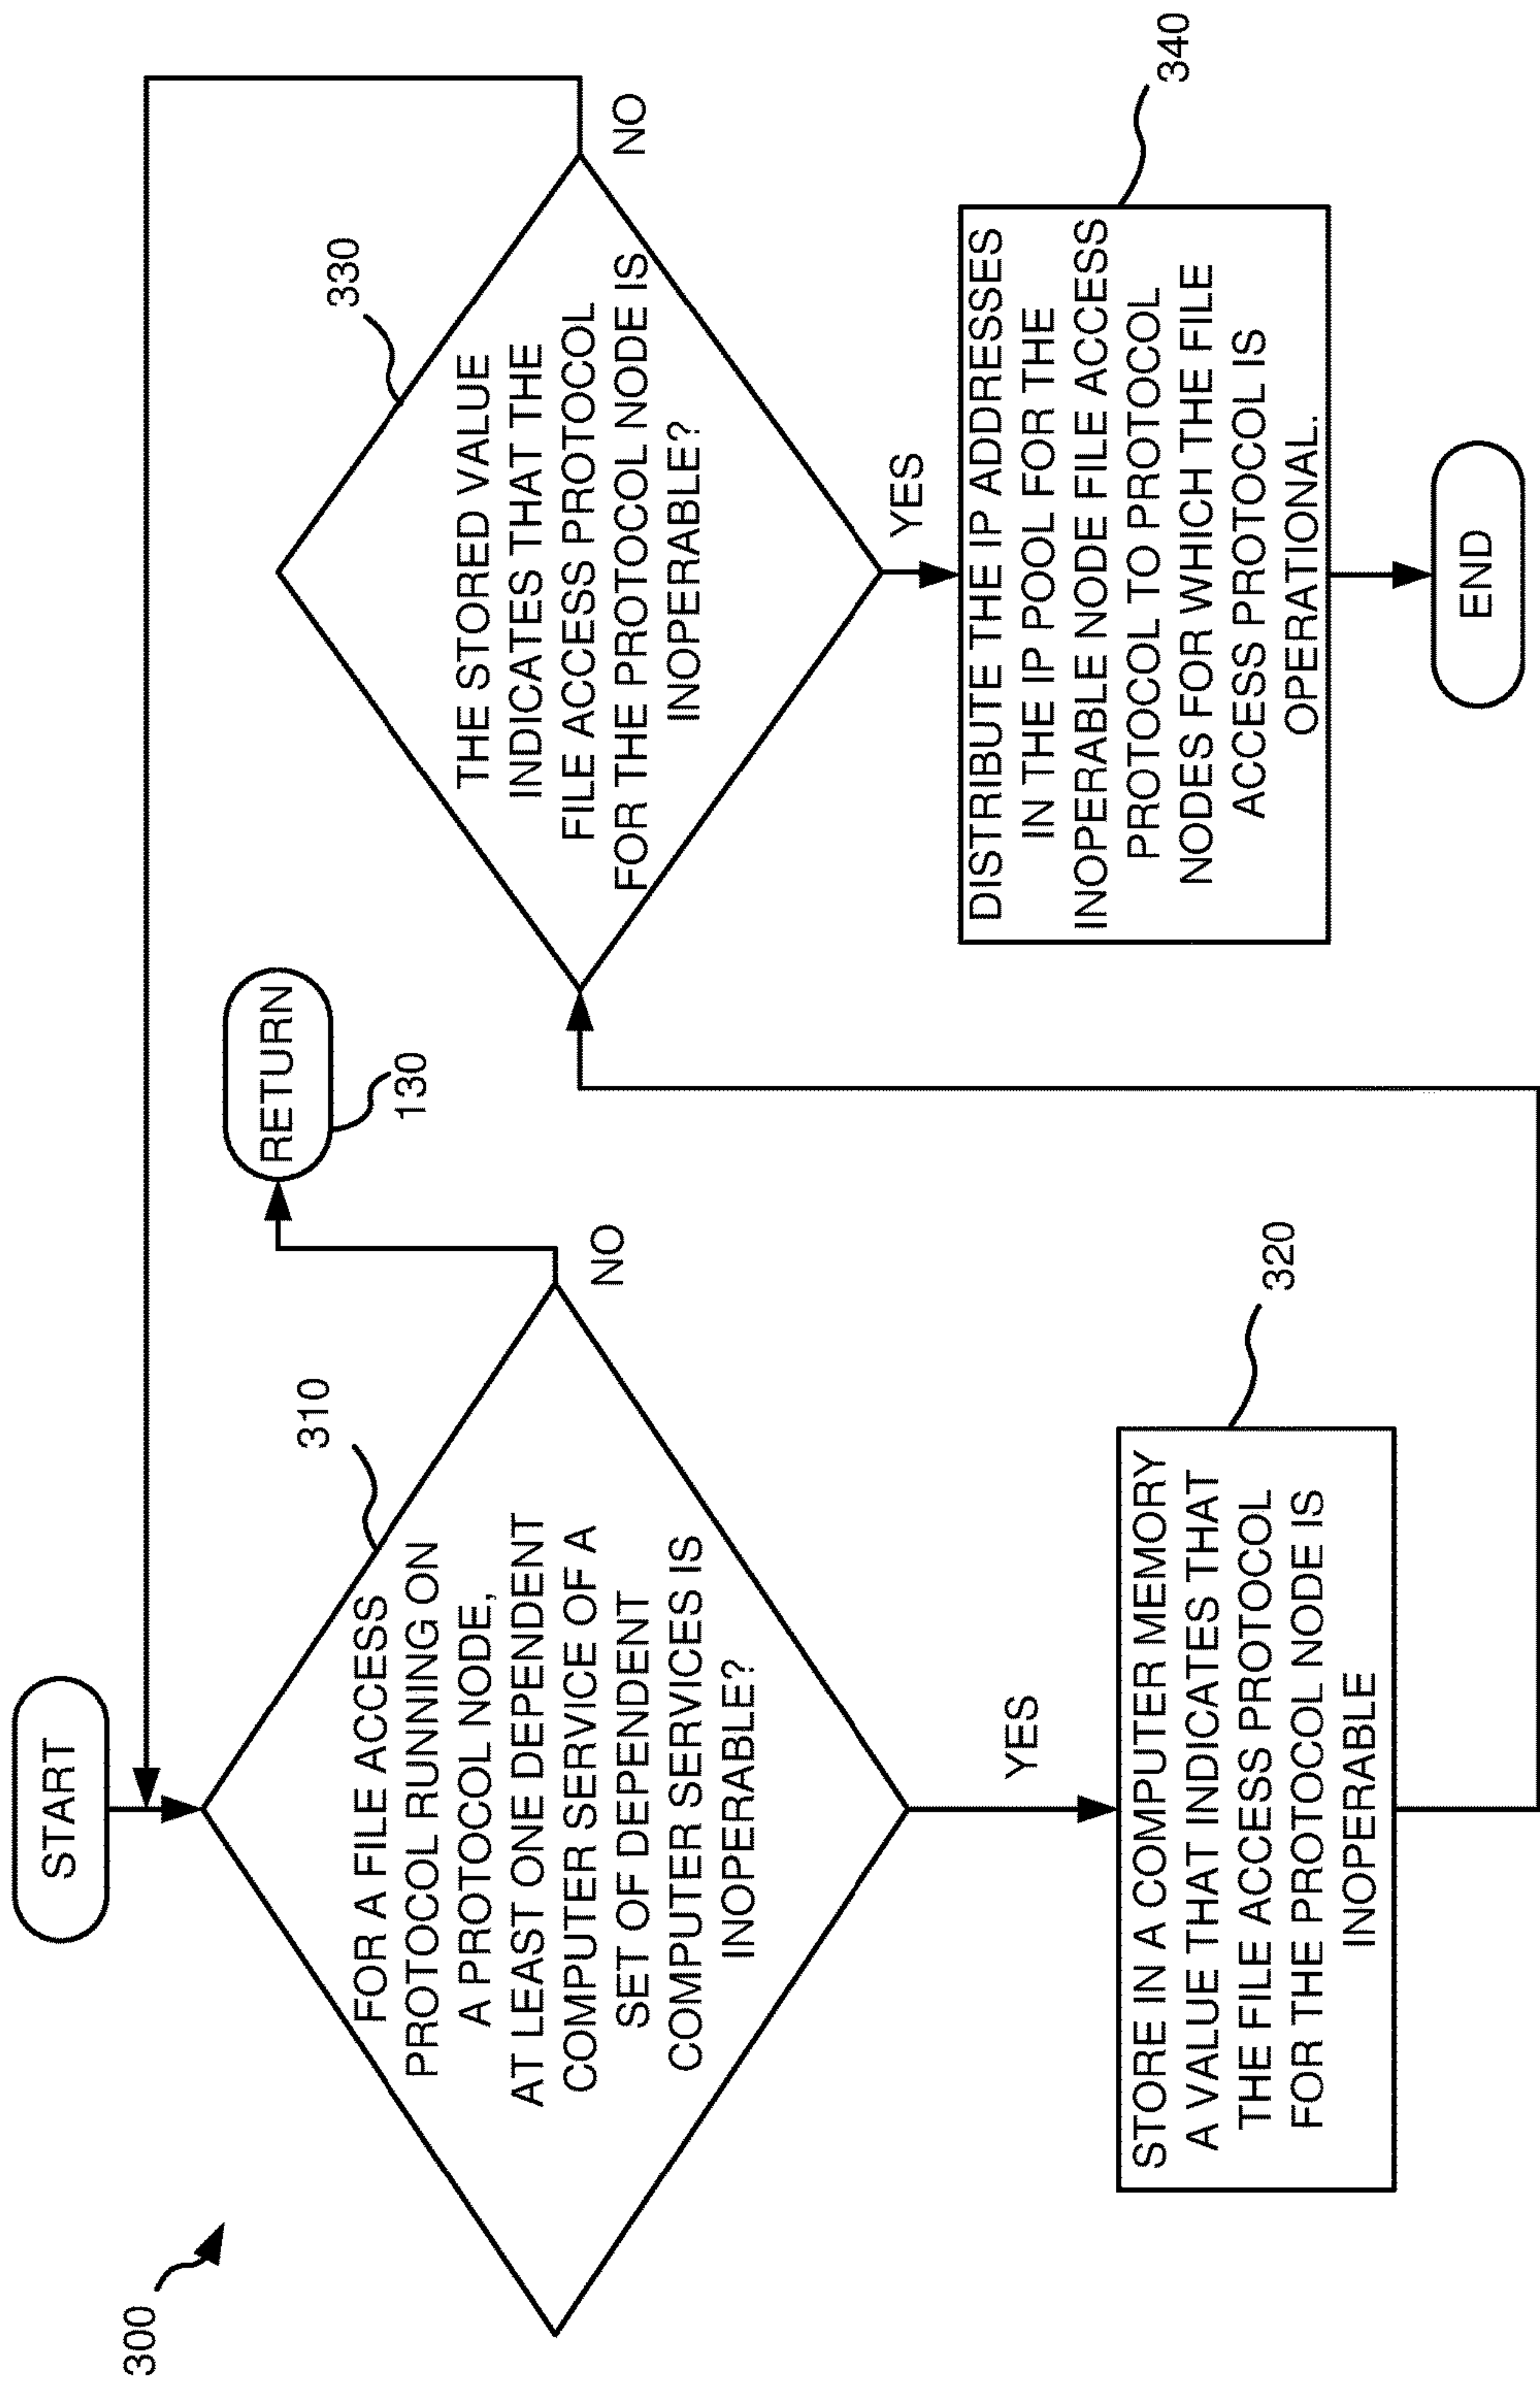 300
START
310
FOR A FILE ACCESS
PROTOCOL RUNNING ON
A PROTOCOL NODE,
AT LEAST ONE DEPENDENT
COMPUTER SERVICE OF A
SET OF DEPENDENT
COMPUTER SERVICES IS
INOPERABLE?
NO
RETURN
130
YES
320
STORE IN A COMPUTER MEMORY
A VALUE THAT INDICATES THAT
THE FILE ACCESS PROTOCOL
FOR THE PROTOCOL NODE IS
INOPERABLE
330
THE STORED VALUE
INDICATES THAT THE
FILE ACCESS PROTOCOL
FOR THE PROTOCOL NODE IS
INOPERABLE?
NO
YES
340
DISTRIBUTE THE IP ADDRESSES
IN THE IP POOL FOR THE
INOPERABLE NODE FILE ACCESS
PROTOCOL TO PROTOCOL
NODES FOR WHICH THE FILE
ACCESS PROTOCOL IS
OPERATIONAL.
END